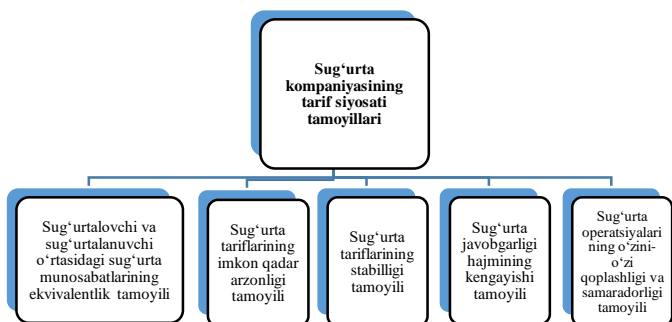 Sug‘urta
kompaniyasining
tarif siyosati
tamoyillari
Sug‘urtalovchi va
sug‘urtalanuvchi
o‘rtasidagi sug‘urta
munosabatlarining
ekvivalentlik tamoyili
Sug‘urta
tariflarining
imkon qadar
arzonligi
tamoyili
Sug‘urta
tariflarining
stabilligi
tamoyili
Sug‘urta
javobgarligi
hajmining
kengayishi
tamoyili
Sug‘urta
operatsiyalari
ning o‘zini-
o‘zi
qoplashligi va
samaradorligi
tamoyili